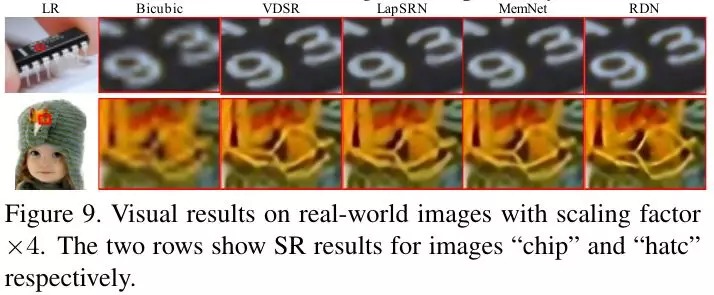 LR Bicubic VDSR LapSRN MemNet RDN
Figure 9. Visual results on real-world images with scaling factor
×4. The two rows show SR results for images “chip” and “hatc”
respectively.